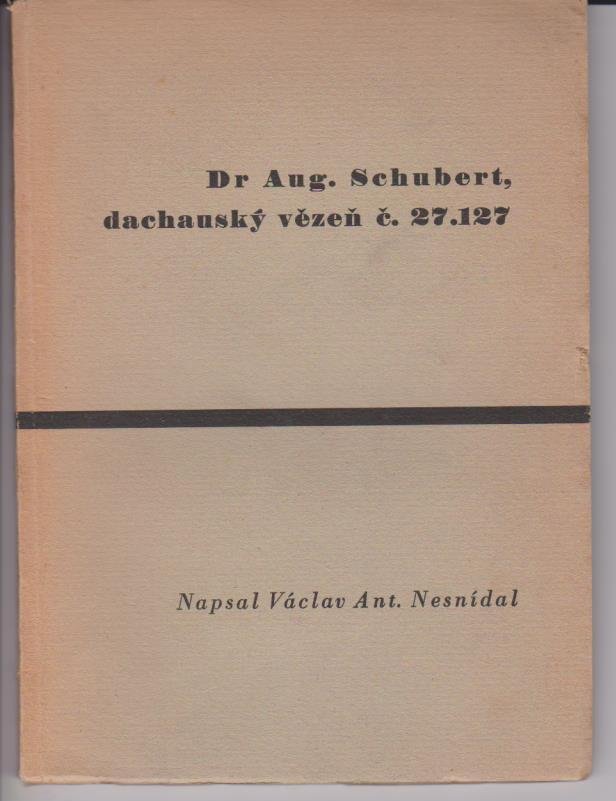 Dr Aug. Schubert,
dachauský vězeň č. 27.127
Napsal Václav Ant. Nesnídal